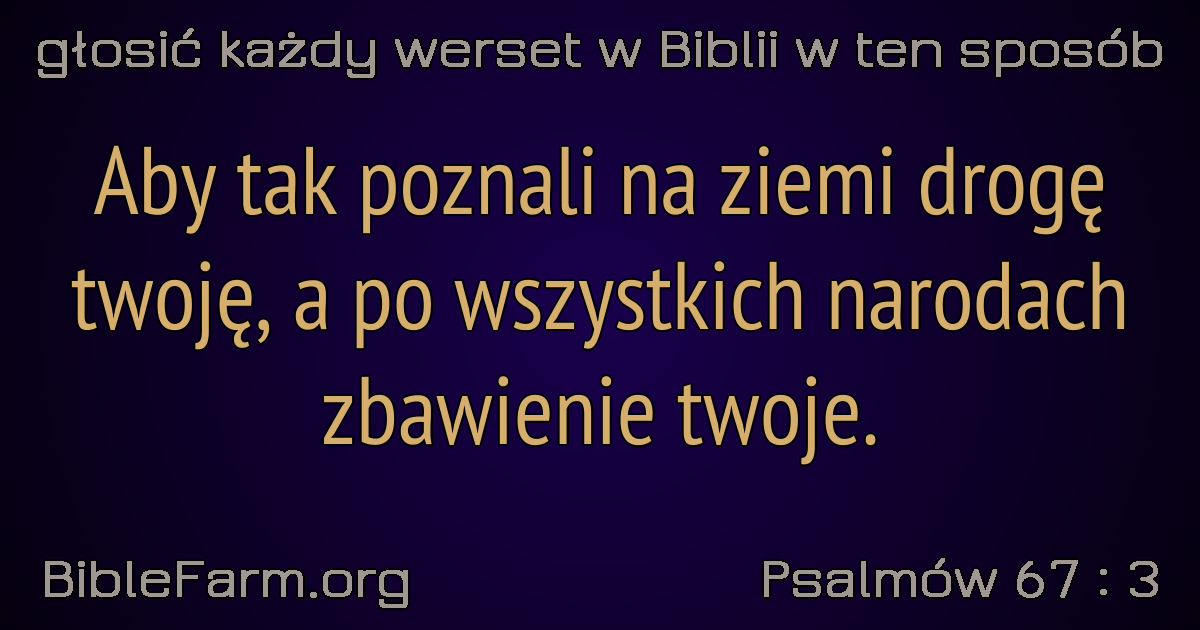 głosić każdy werset w Biblii w ten sposób
Aby tak poznali na ziemi drogę
twoję, a po wszystkich narodach
zbawienie twoje.
BibleFarm.org
Psalmów 67 : 3